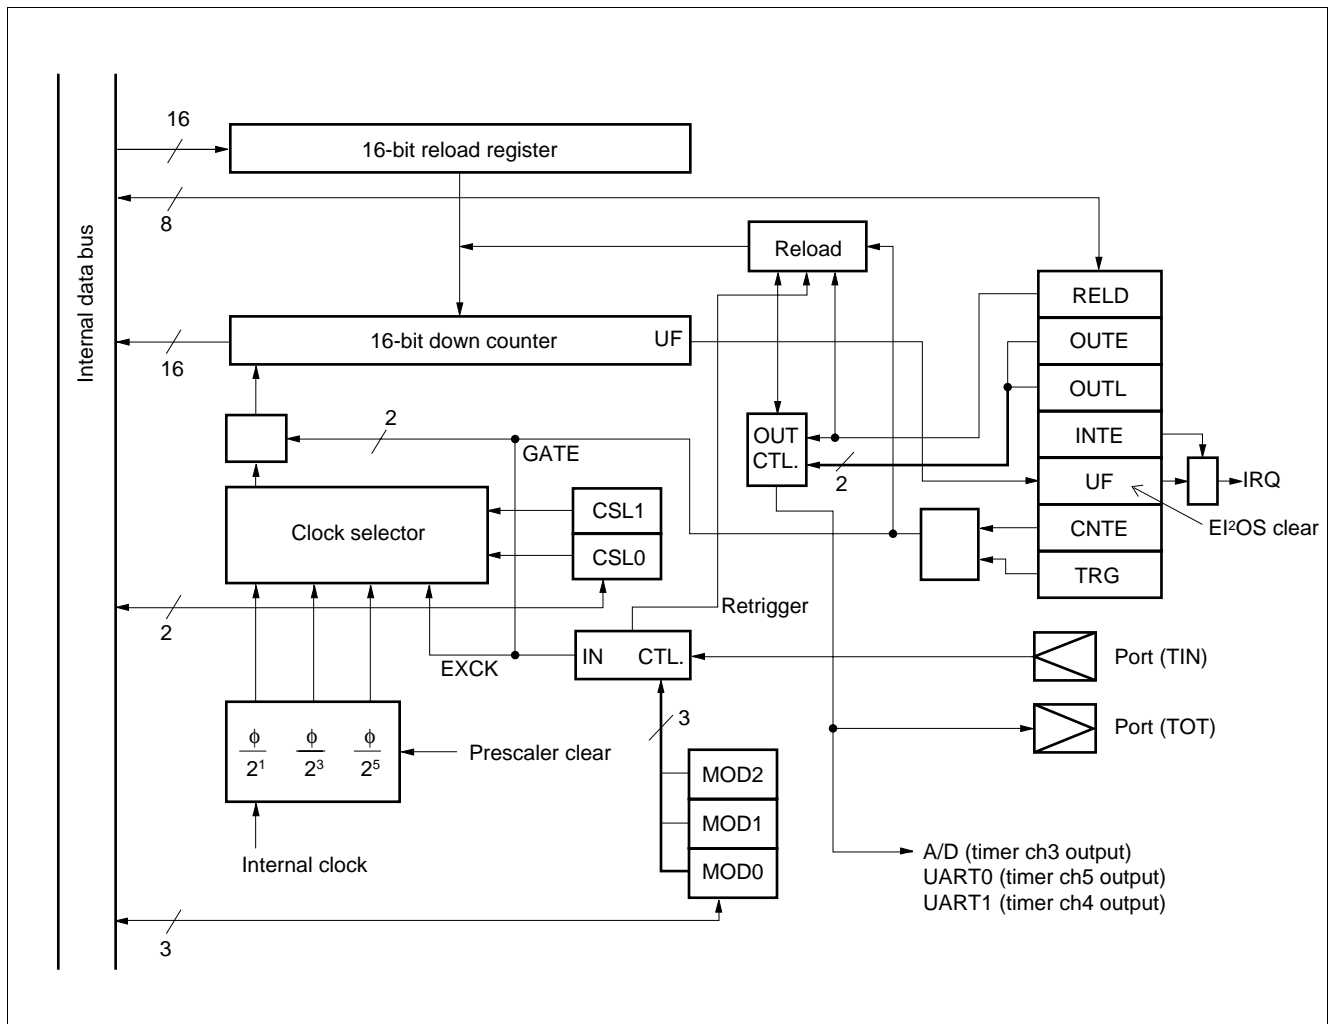 16
16-bit reload register
8
Internal data bus
Reload
RELD
16-bit down counter UF
OUTE
16
OUTL
2
OUT
CTL.
INTE
GATE
2
UF
IRQ
EI²OS clear
CSL1
Clock selector
CSL0
CNTE
TRG
2
Retrigger
IN CTL.
EXCK
Port (TIN)
3
Port (TOT)
ϕ ϕ ϕ
2¹ 2³ 2⁵
Prescaler clear
MOD2
MOD1
MOD0
Internal clock
A/D (timer ch3 output)
UART0 (timer ch5 output)
UART1 (timer ch4 output)
3